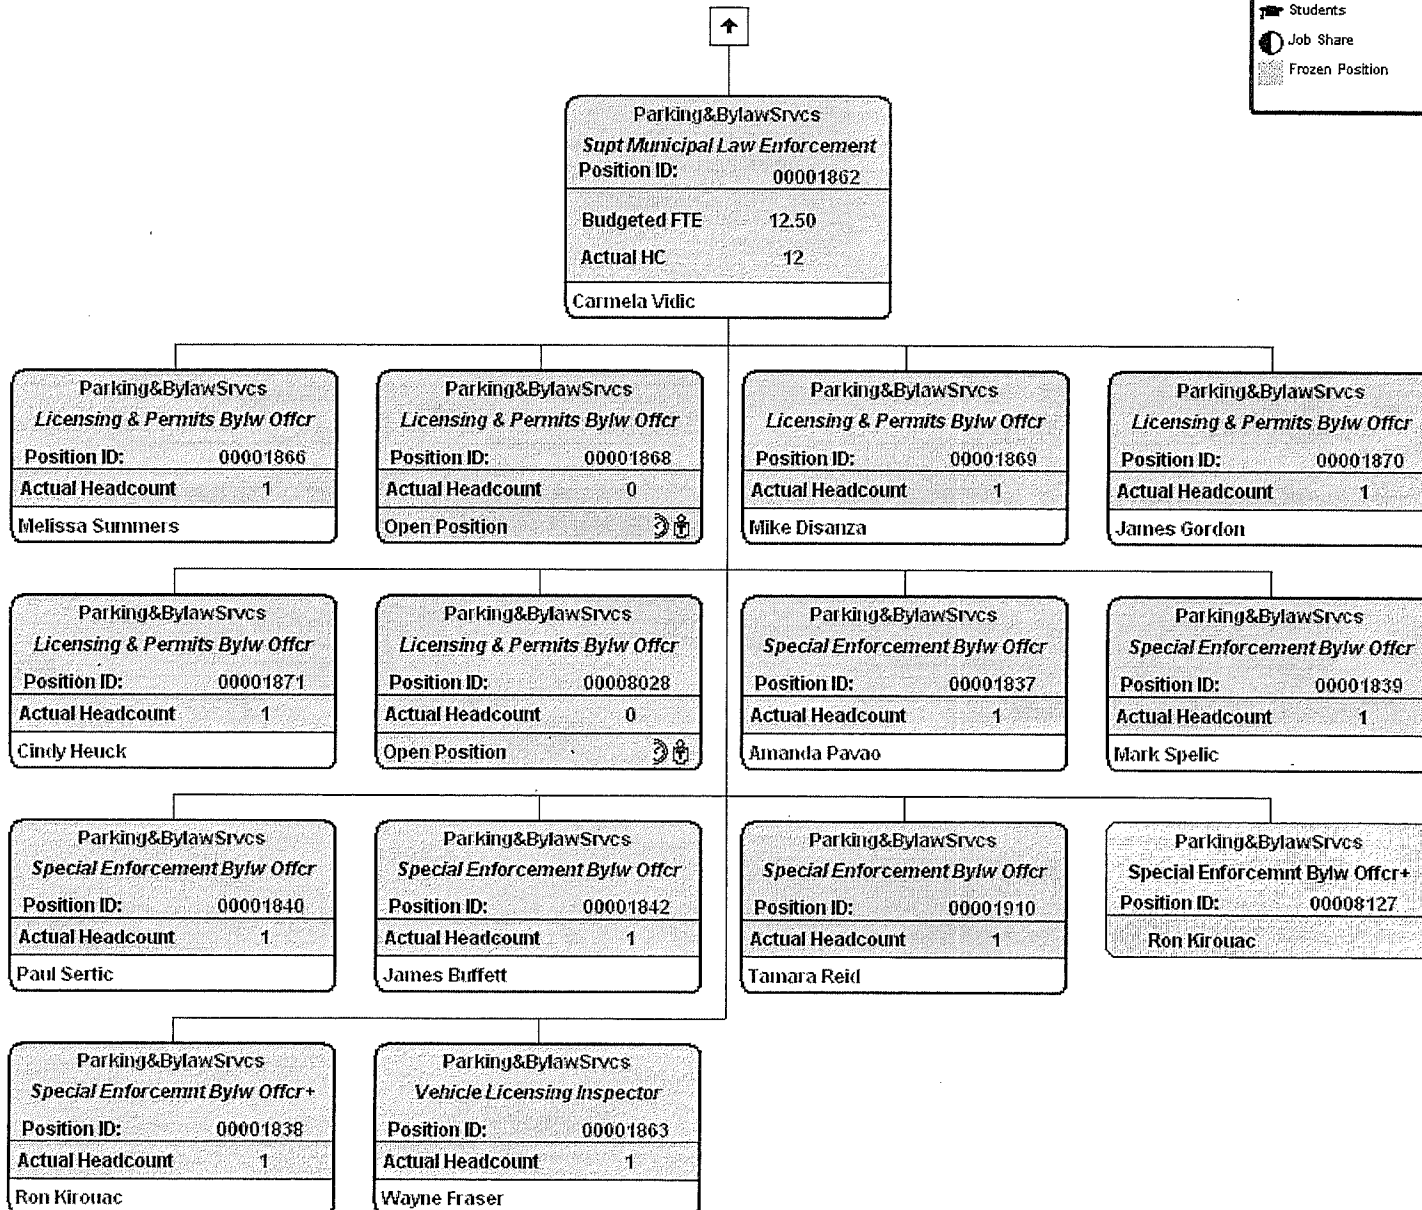 Students
Job Share
Frozen Position
Parking&BylawSrvcs
Supt Municipal Law Enforcement
Position ID: 00001862
Budgeted FTE 12.50
Actual HC 12
Carmela Vidic
Parking&BylawSrvcs
Licensing & Permits Bylw Offcr
Position ID: 00001866
Actual Headcount 1
Melissa Summers
Parking&BylawSrvcs
Licensing & Permits Bylw Offcr
Position ID: 00001868
Actual Headcount 0
Open Position
Parking&BylawSrvcs
Licensing & Permits Bylw Offcr
Position ID: 00001869
Actual Headcount 1
Mike Disanza
Parking&BylawSrvcs
Licensing & Permits Bylw Offcr
Position ID: 00001870
Actual Headcount 1
James Gordon
Parking&BylawSrvcs
Licensing & Permits Bylw Offcr
Position ID: 00001871
Actual Headcount 1
Cindy Heuck
Parking&BylawSrvcs
Licensing & Permits Bylw Offcr
Position ID: 00008028
Actual Headcount 0
Open Position
Parking&BylawSrvcs
Special Enforcement Bylw Offcr
Position ID: 00001837
Actual Headcount 1
Amanda Pavao
Parking&BylawSrvcs
Special Enforcement Bylw Offcr
Position ID: 00001839
Actual Headcount 1
Mark Spelic
Parking&BylawSrvcs
Special Enforcement Bylw Offcr
Position ID: 00001840
Actual Headcount 1
Paul Sertic
Parking&BylawSrvcs
Special Enforcement Bylw Offcr
Position ID: 00001842
Actual Headcount 1
James Buffett
Parking&BylawSrvcs
Special Enforcement Bylw Offcr
Position ID: 00001910
Actual Headcount 1
Tamara Reid
Parking&BylawSrvcs
Special Enforcemnt Bylw Offcr+
Position ID: 00008127
Ron Kirouac
Parking&BylawSrvcs
Special Enforcemnt Bylw Offcr+
Position ID: 00001838
Actual Headcount 1
Ron Kirouac
Parking&BylawSrvcs
Vehicle Licensing Inspector
Position ID: 00001863
Actual Headcount 1
Wayne Fraser